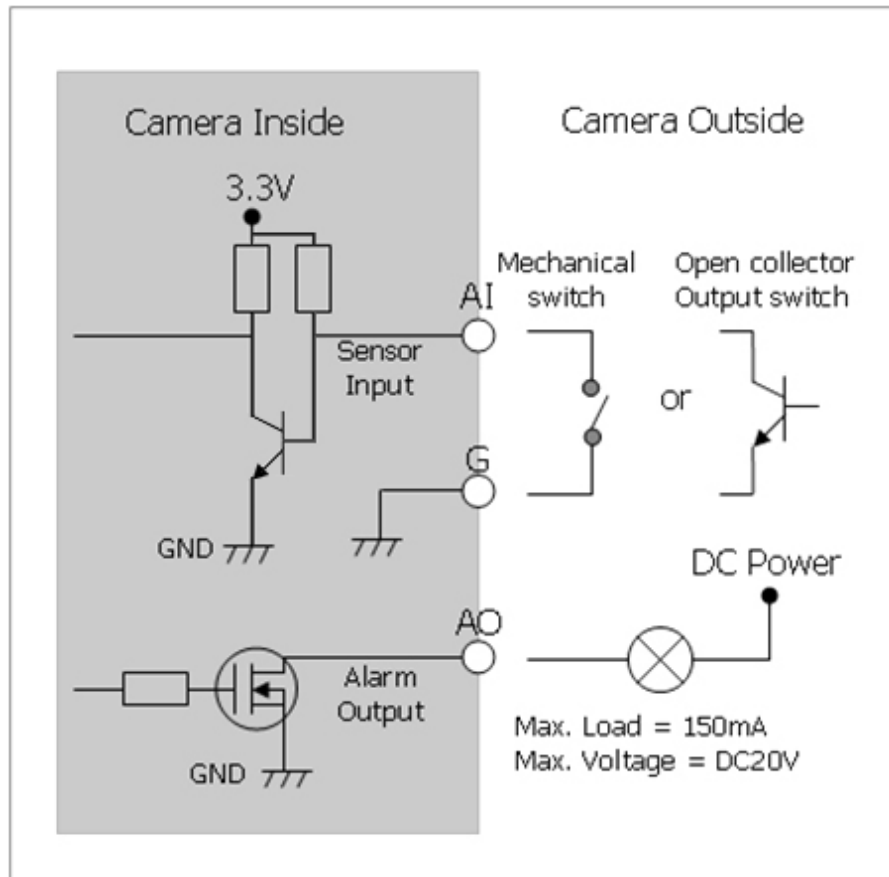 Camera Inside
Camera Outside
3.3V
Mechanical
switch
Open collector
Output switch
AI
Sensor
Input
or
G
GND
DC Power
AO
Alarm
Output
Max. Load = 150mA
Max. Voltage = DC20V
GND